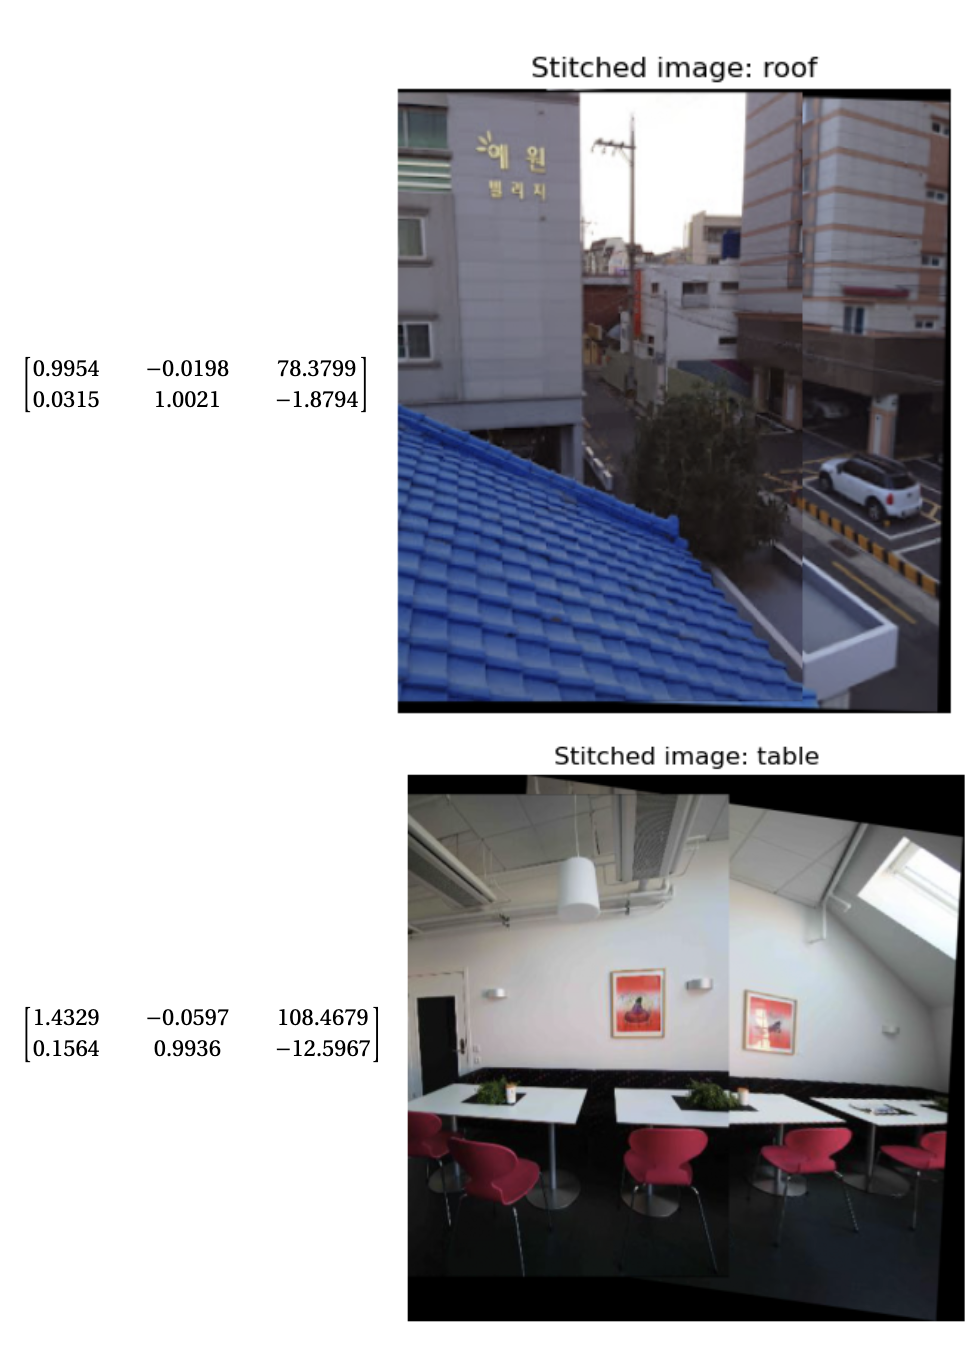 Stitched image: roof
예 원
빌리지
0.9954 −0.0198 78.3799
0.0315 1.0021 −1.8794
Stitched image: table
1.4329 −0.0597 108.4679
0.1564 0.9936 −12.5967